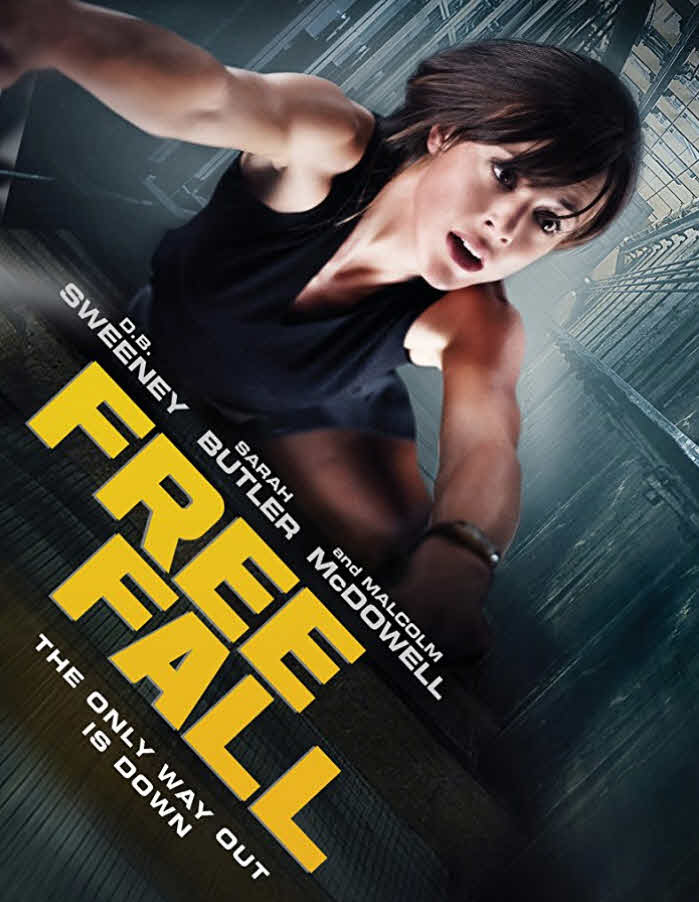 D.B.
SWEENEY
SARAH
BUTLER
and MALCOLM
McDOWELL
FREE
FALL
THE ONLY WAY OUT
IS DOWN